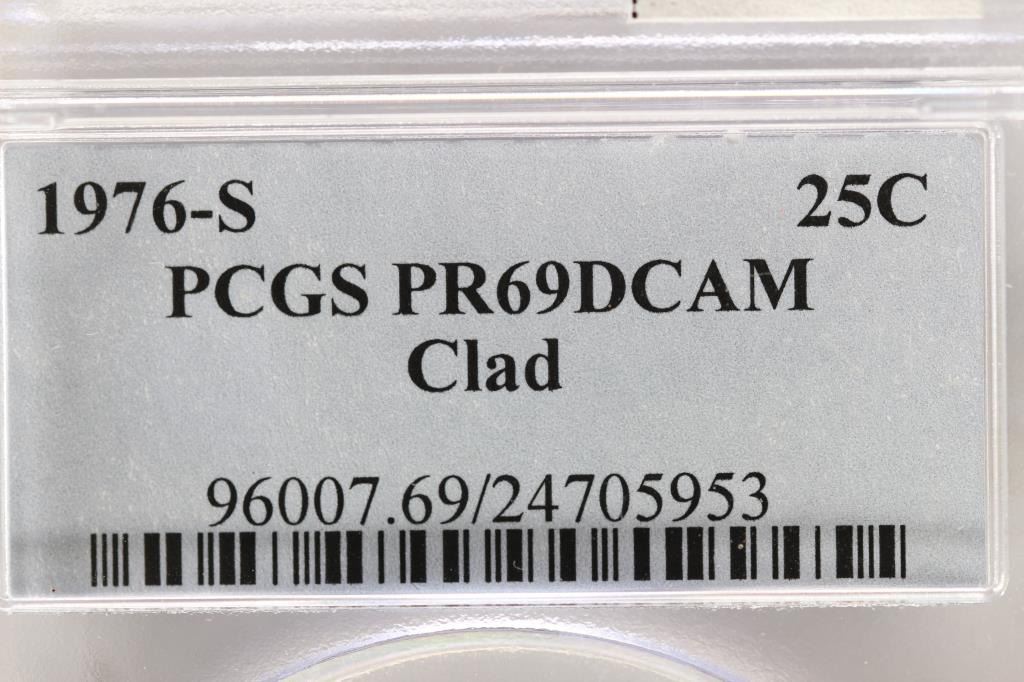 1976-S 25C
PCGS PR69DCAM
Clad
96007.69/24705953